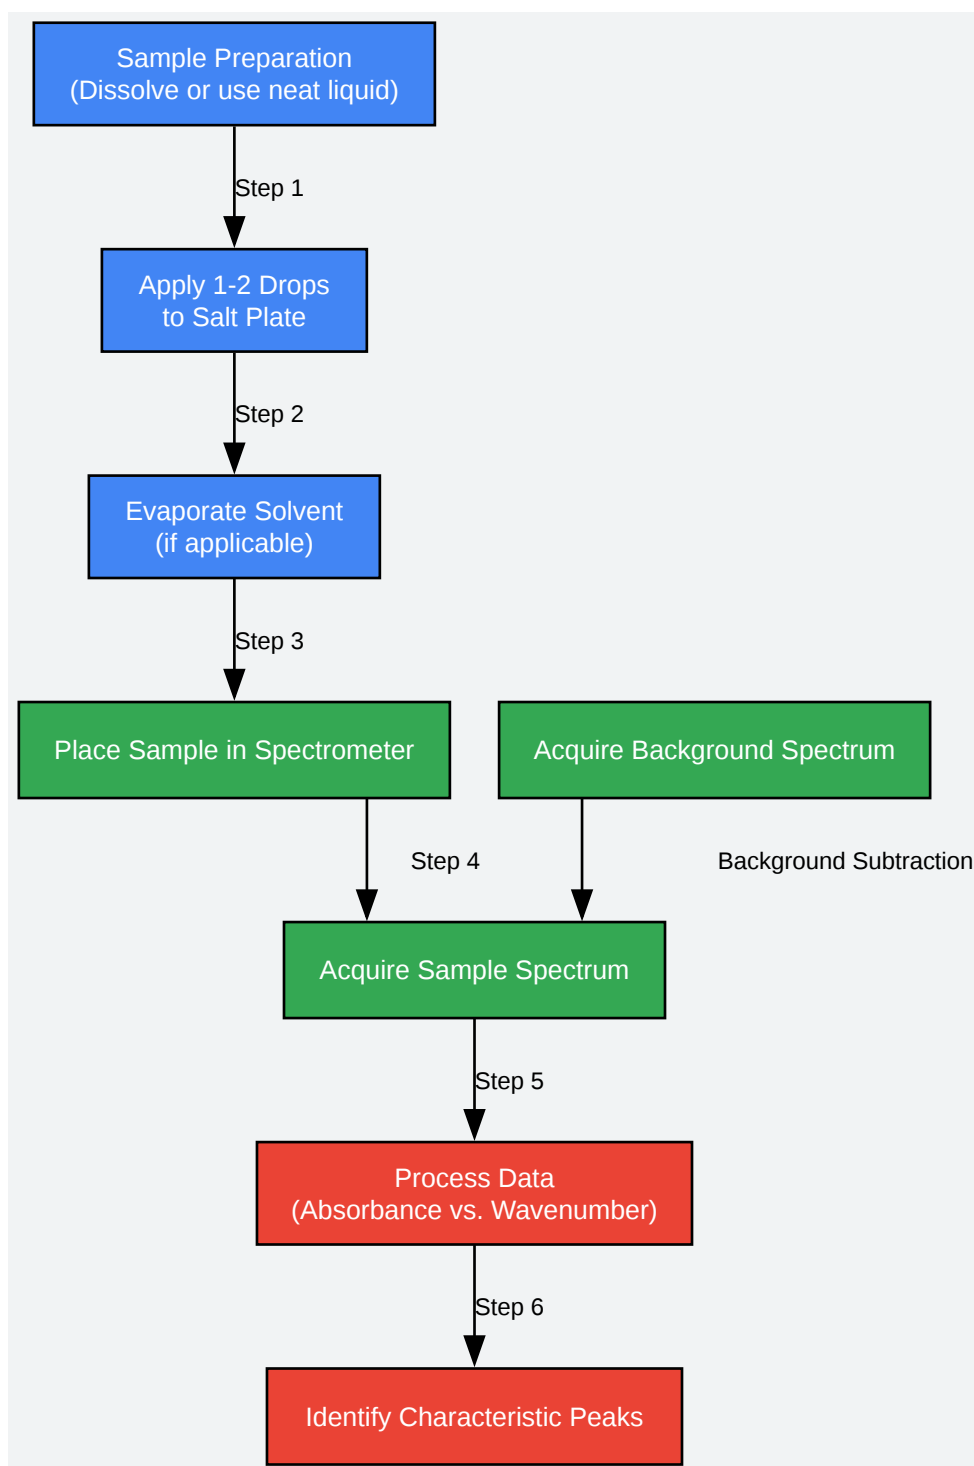 Sample Preparation
(Dissolve or use neat liquid)
Step 1
Apply 1-2 Drops
to Salt Plate
Step 2
Evaporate Solvent
(if applicable)
Step 3
Place Sample in Spectrometer
Acquire Background Spectrum
Step 4
Background Subtraction
Acquire Sample Spectrum
Step 5
Process Data
(Absorbance vs. Wavenumber)
Step 6
Identify Characteristic Peaks